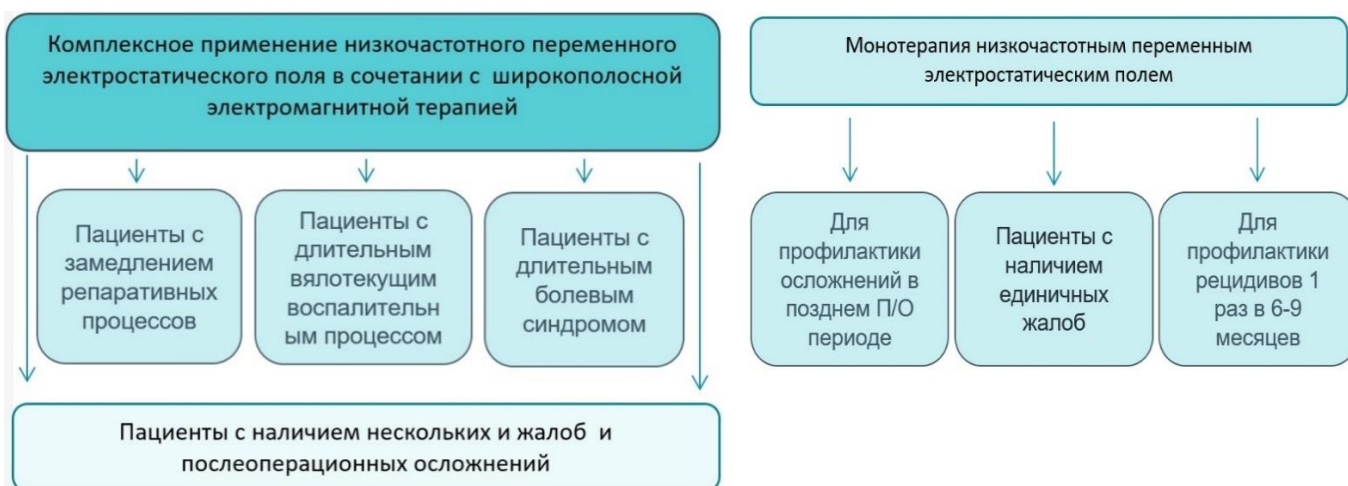 Комплексное применение низкочастотного переменного
электростатического поля в сочетании с широкополосной
электромагнитной терапией
Пациенты с
замедлением
репаративных
процессов
Пациенты с
длительным
вялотекущим
воспалительн
ым процессом
Пациенты с
длительным
болевым
синдромом
Пациенты с наличием нескольких и жалоб и
послеоперационных осложнений
Монотерапия низкочастотным переменным
электростатическим полем
Для
профилактики
осложнений в
позднем П/О
периоде
Пациенты с
наличием
единичных
жалоб
Для
профилактики
рецидивов 1
раз в 6-9
месяцев